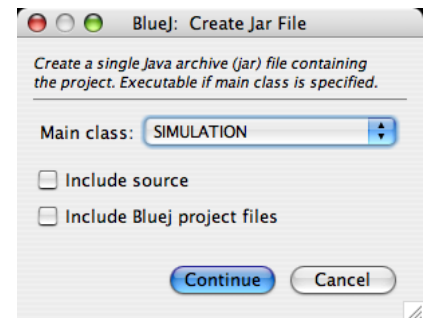 BlueJ: Create Jar File
Create a single Java archive (jar) file containing
the project. Executable if main class is specified.
Main class: SIMULATION
Include source
Include Bluej project files
Continue Cancel